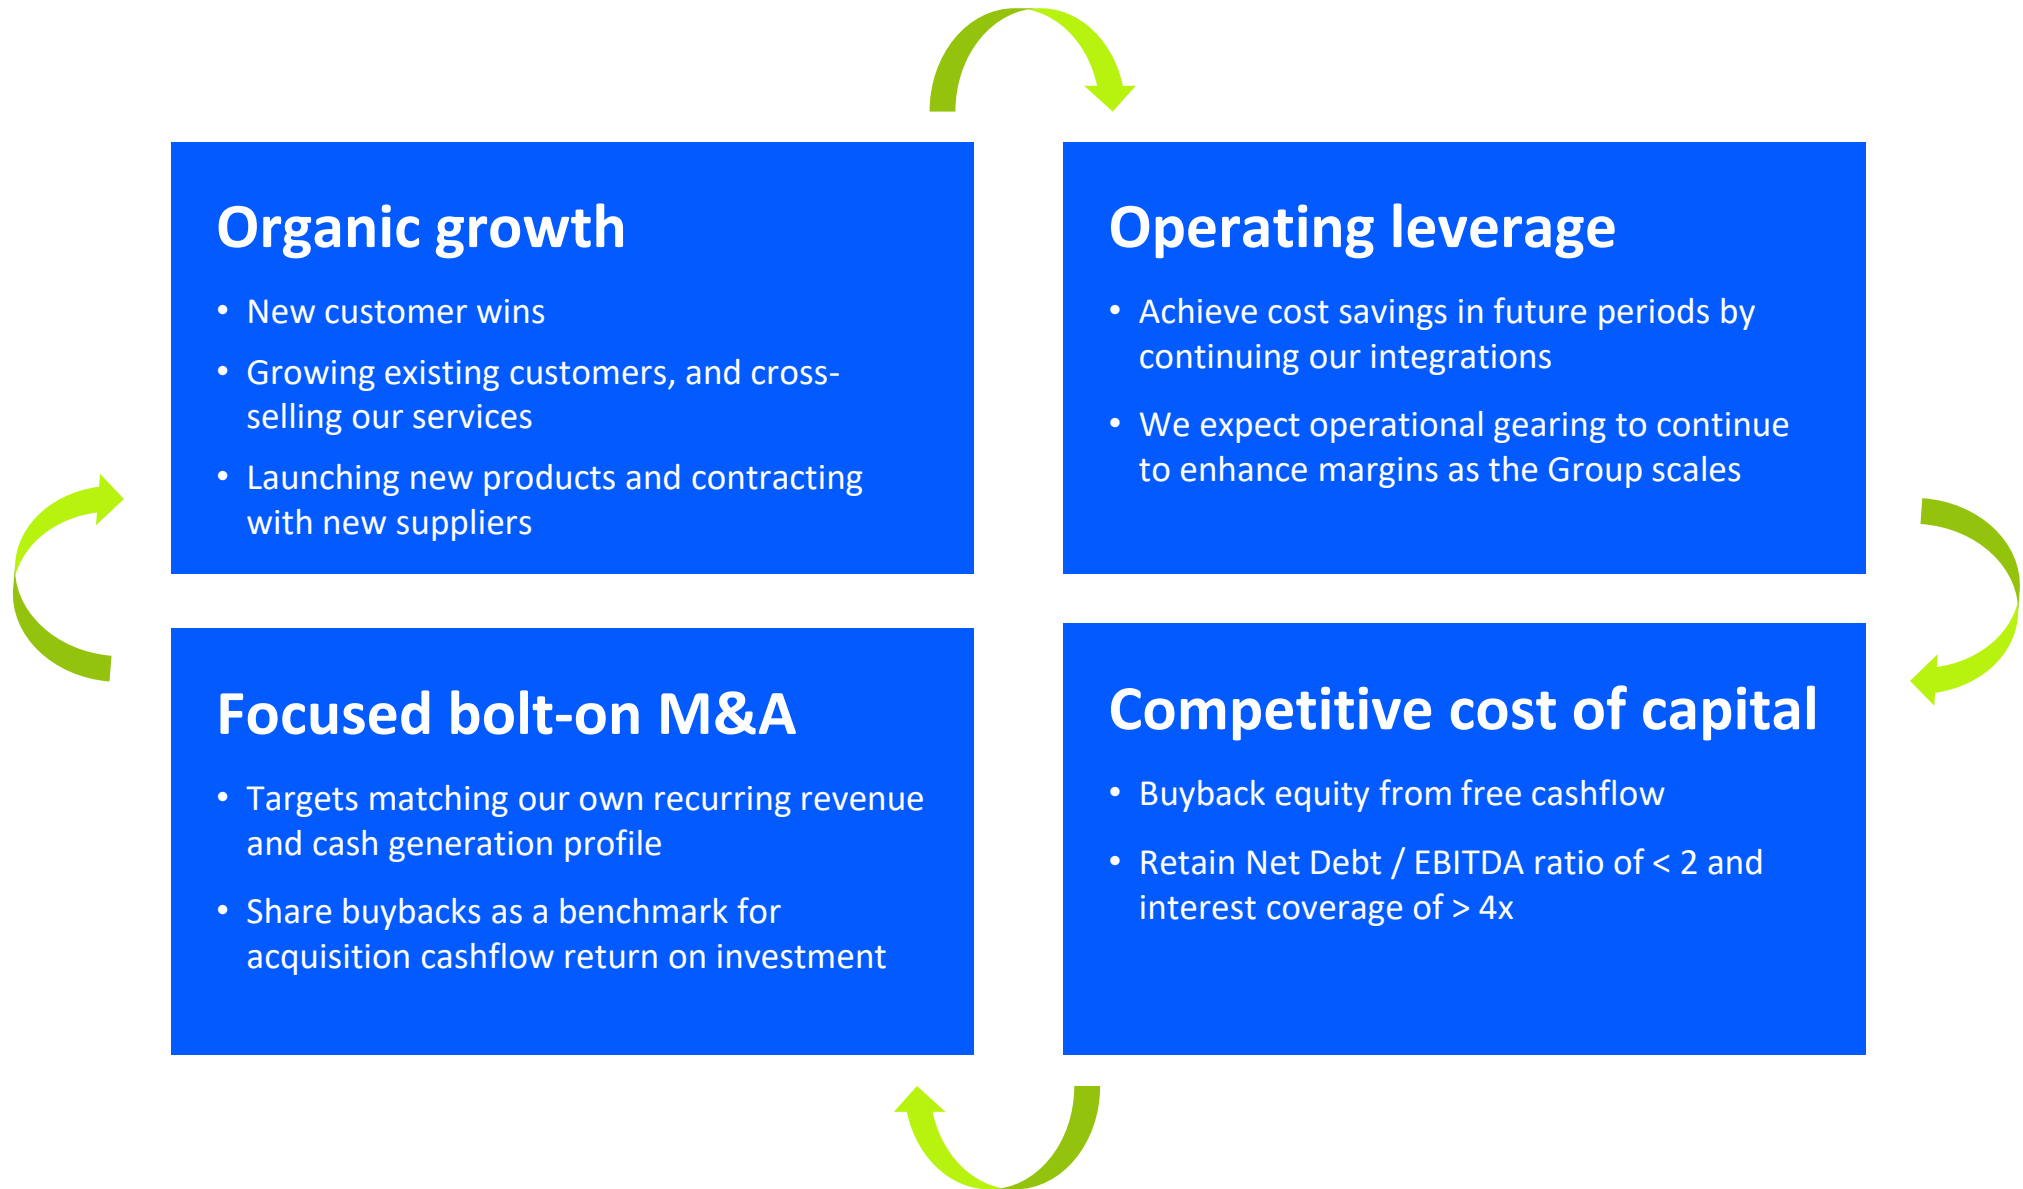 Organic growth
• New customer wins
• Growing existing customers, and cross-
selling our services
• Launching new products and contracting
with new suppliers
Operating leverage
• Achieve cost savings in future periods by
continuing our integrations
• We expect operational gearing to continue
to enhance margins as the Group scales
Focused bolt-on M&A
• Targets matching our own recurring revenue
and cash generation profile
• Share buybacks as a benchmark for
acquisition cashflow return on investment
Competitive cost of capital
• Buyback equity from free cashflow
• Retain Net Debt / EBITDA ratio of < 2 and
interest coverage of > 4x